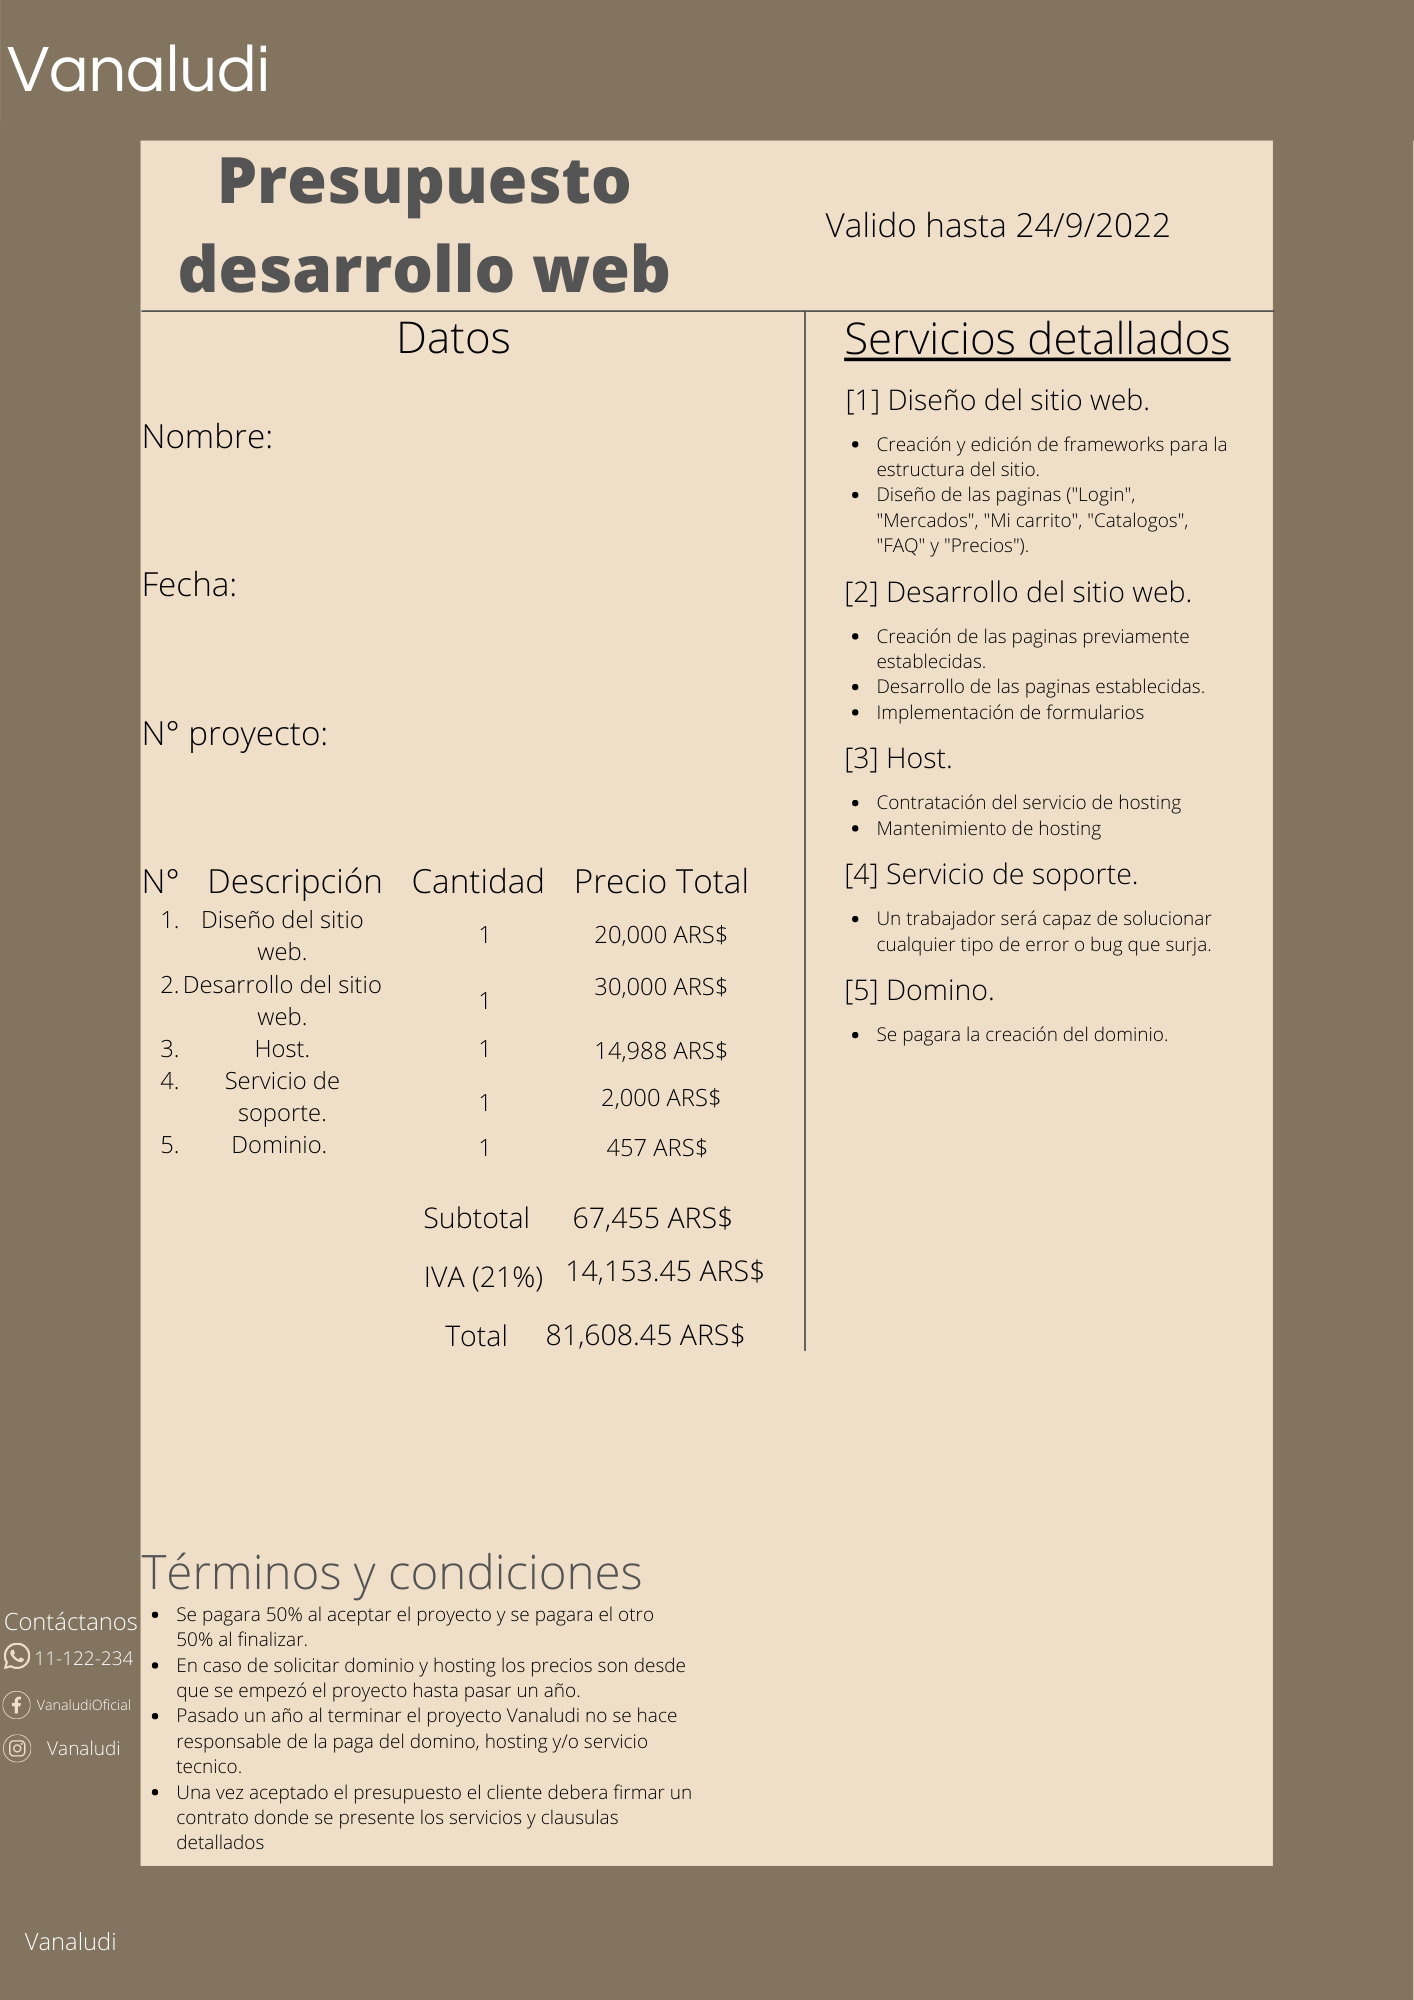 Vanaludi
Presupuesto
desarrollo web
Valido hasta 24/9/2022
Datos
Nombre:
Fecha:
N° proyecto:
N° Descripción Cantidad Precio Total
1. Diseño del sitio
web.
1 20,000 ARS$
2. Desarrollo del sitio
web.
1 30,000 ARS$
3. Host. 1 14,988 ARS$
4. Servicio de
soporte.
1 2,000 ARS$
5. Dominio. 1 457 ARS$
Subtotal 67,455 ARS$
IVA (21%) 14,153.45 ARS$
Total 81,608.45 ARS$
Servicios detallados
[1] Diseño del sitio web.
• Creación y edición de frameworks para la
estructura del sitio.
• Diseño de las paginas ("Login",
"Mercados", "Mi carrito", "Catalogos",
"FAQ" y "Precios").
[2] Desarrollo del sitio web.
• Creación de las paginas previamente
establecidas.
• Desarrollo de las paginas establecidas.
• Implementación de formularios
[3] Host.
• Contratación del servicio de hosting
• Mantenimiento de hosting
[4] Servicio de soporte.
• Un trabajador será capaz de solucionar
cualquier tipo de error o bug que surja.
[5] Domino.
• Se pagara la creación del dominio.
Términos y condiciones
• Se pagara 50% al aceptar el proyecto y se pagara el otro
50% al finalizar.
• En caso de solicitar dominio y hosting los precios son desde
que se empezó el proyecto hasta pasar un año.
• Pasado un año al terminar el proyecto Vanaludi no se hace
responsable de la paga del domino, hosting y/o servicio
tecnico.
• Una vez aceptado el presupuesto el cliente debera firmar un
contrato donde se presente los servicios y clausulas
detallados
Contáctanos
11-122-234
VanaludiOficial
Vanaludi
Vanaludi